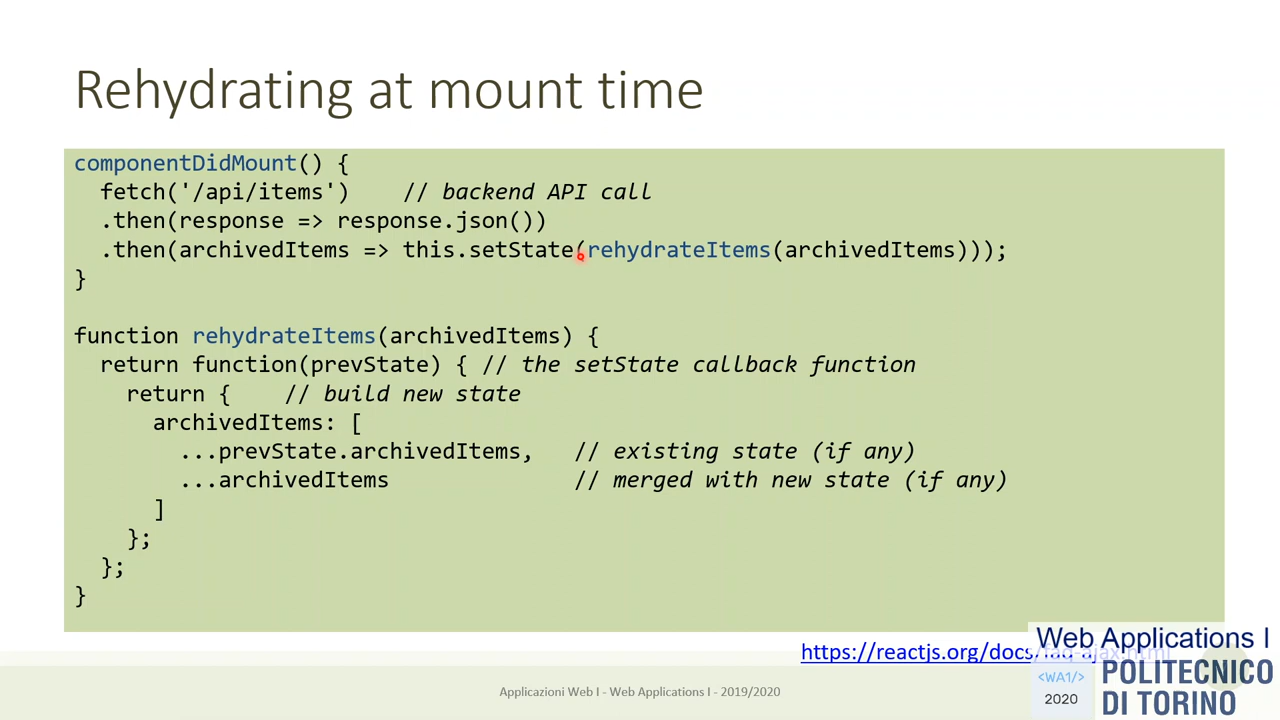 Rehydrating at mount time
componentDidMount() {
  fetch('/api/items')    // backend API call
  .then(response => response.json())
  .then(archivedItems => this.setState(rehydrateItems(archivedItems)));
}
function rehydrateItems(archivedItems) {
  return function(prevState) { // the setState callback function
    return {    // build new state
      archivedItems: [
        ...prevState.archivedItems,   // existing state (if any)
        ...archivedItems              // merged with new state (if any)
      ]
    };
  };
}
https://reactjs.org/docs/faq-ajax.html
Web Applications I
<WA1/>
2020
POLITECNICO
DI TORINO
Applicazioni Web I - Web Applications I - 2019/2020